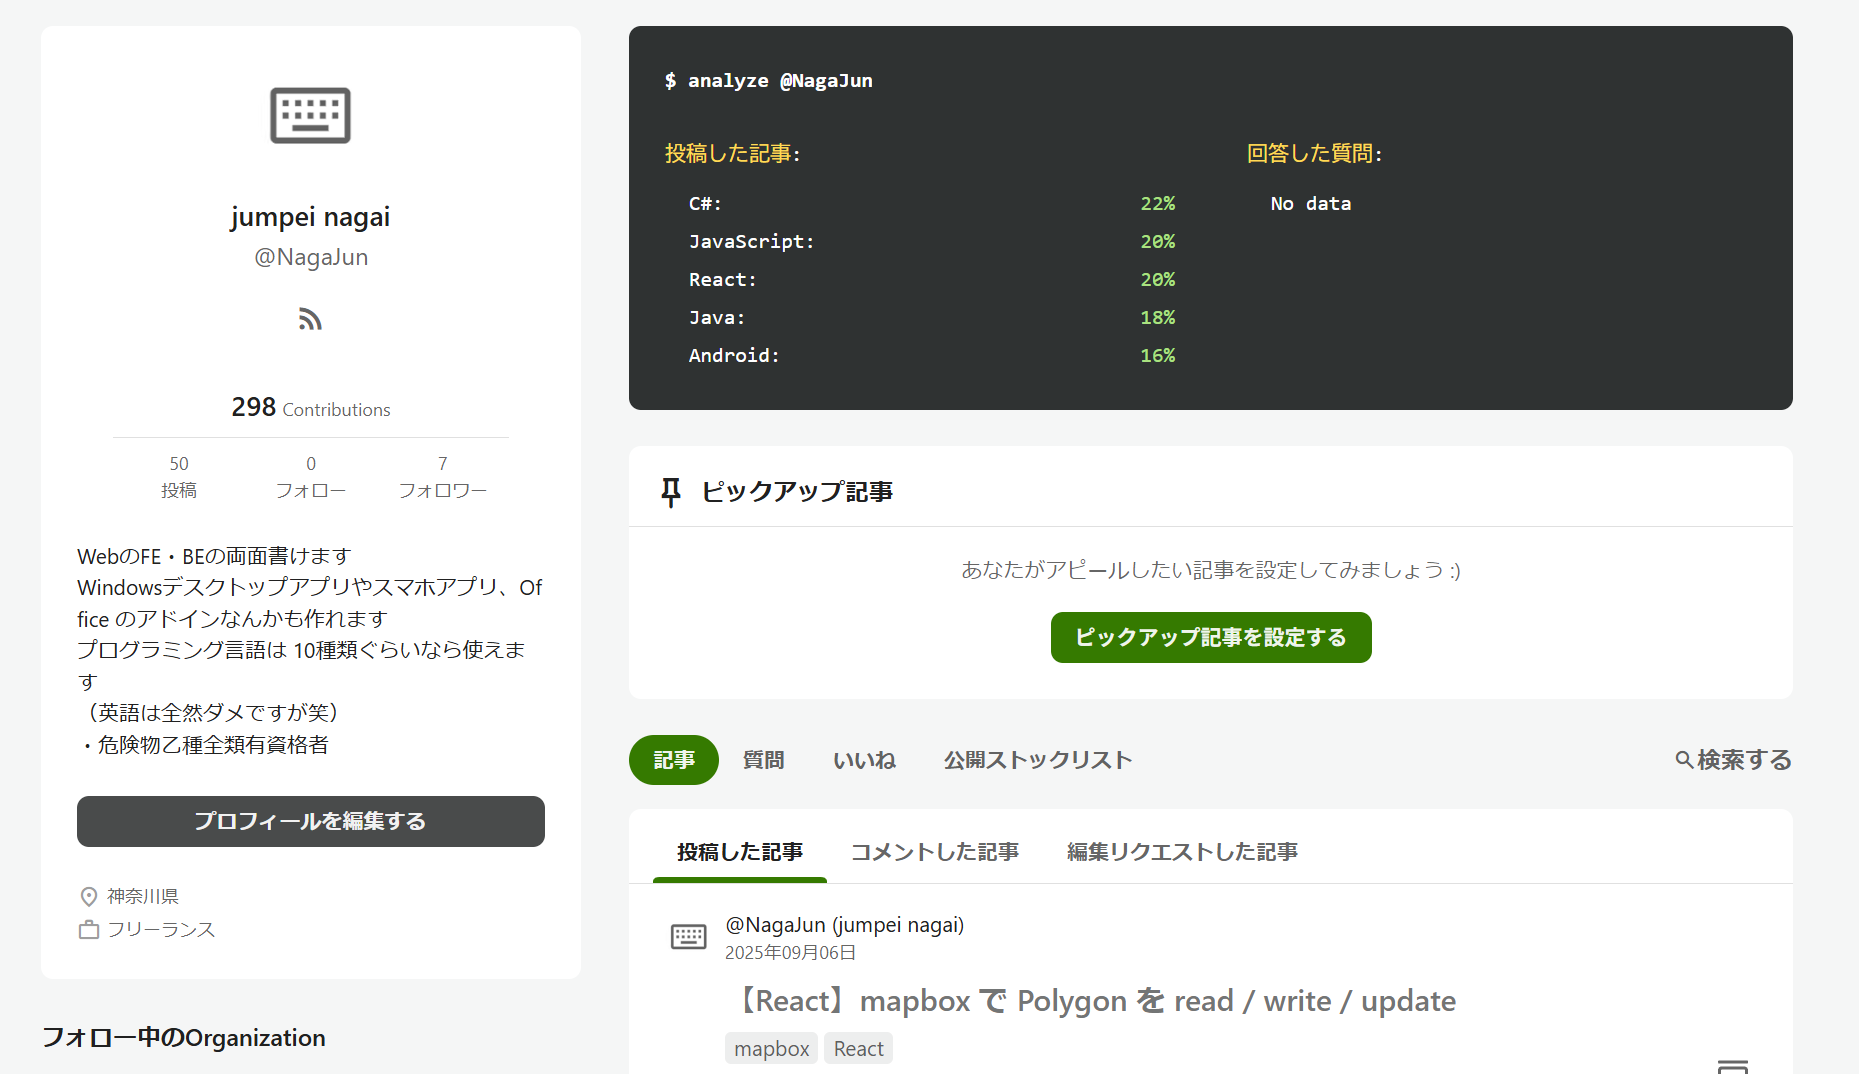 jumpei nagai
@NagaJun
298 Contributions
50
投稿
0
フォロー
7
フォロワー
WebのFE・BEの両面書けます
Windowsデスクトップアプリやスマホアプリ、Of
fice のアドインなんかも作れます
プログラミング言語は 10種類ぐらいなら使えま
す
（英語は全然ダメですが笑）
・危険物乙種全類有資格者
プロフィールを編集する
神奈川県
フリーランス
フォロー中のOrganization
$ analyze @NagaJun
投稿した記事:
C#: 22%
JavaScript: 20%
React: 20%
Java: 18%
Android: 16%
回答した質問:
No data
ピックアップ記事
あなたがアピールしたい記事を設定してみましょう :)
ピックアップ記事を設定する
記事 質問 いいね 公開ストックリスト 検索する
投稿した記事 コメントした記事 編集リクエストした記事
@NagaJun (jumpei nagai)
2025年09月06日
【React】mapbox で Polygon を read / write / update
mapbox React